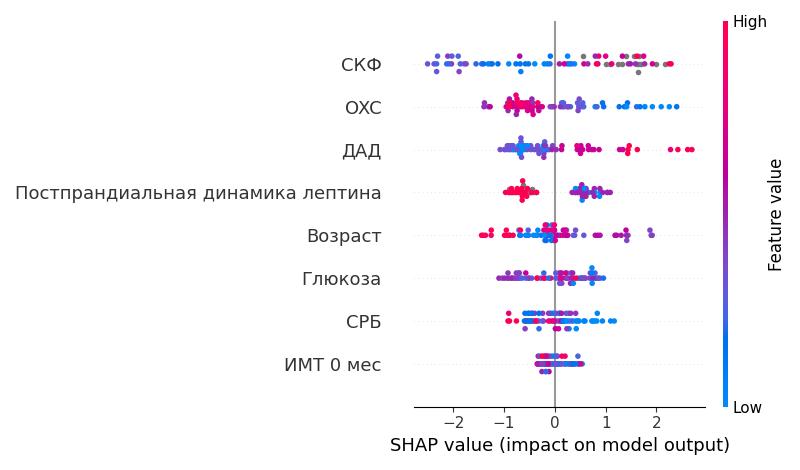 High
СКФ
ОХС
ДАД
Постпрандиальная динамика лептина
Возраст
Глюкоза
СРБ
ИМТ 0 мес
Feature value
Low
−2 −1 0 1 2
SHAP value (impact on model output)